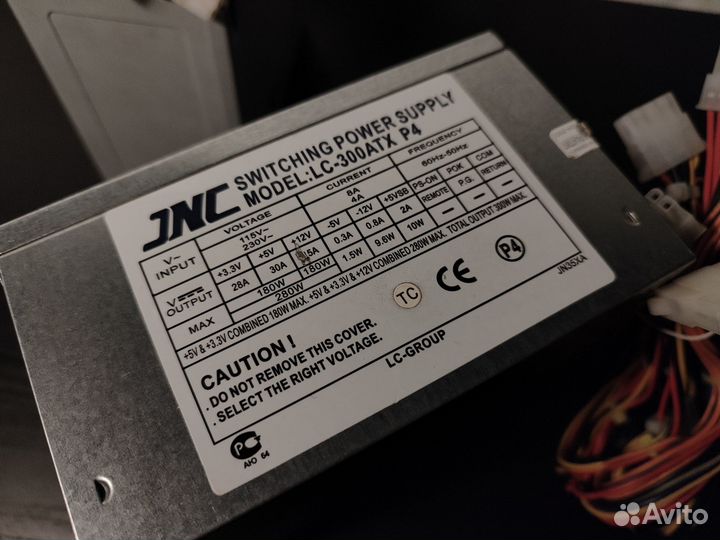 JNC
SWITCHING POWER SUPPLY
MODEL:LC-300ATX P4
VOLTAGE CURRENT FREQUENCY
V~ INPUT 115V~ 8A 60Hz-50Hz
230V~ 4A
V OUTPUT +3.3V +5V +12V -5V -12V +5VSB PS-ON POK COM
28A 30A 15A 0.3A 0.8A 2A REMOTE P.G. RETURN
MAX 180W 180W 1.5W 9.6W 10W — — —
280W
+5V & +3.3V COMBINED 180W MAX. +5V & +3.3V & +12V COMBINED 280W MAX. TOTAL OUTPUT 300W MAX.
CAUTION !
. DO NOT REMOVE THIS COVER.
. SELECT THE RIGHT VOLTAGE.
TC
CE
P4
JN3SXA
LC-GROUP
АЮ 64
Avito